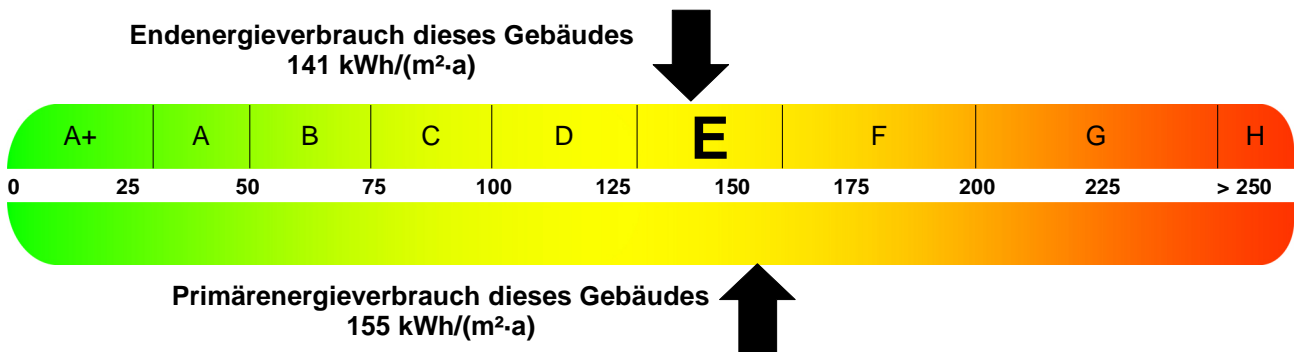 Endenergieverbrauch dieses Gebäudes
141 kWh/(m²·a)
A+ A B C D E F G H
0 25 50 75 100 125 150 175 200 225 > 250
Primärenergieverbrauch dieses Gebäudes
155 kWh/(m²·a)